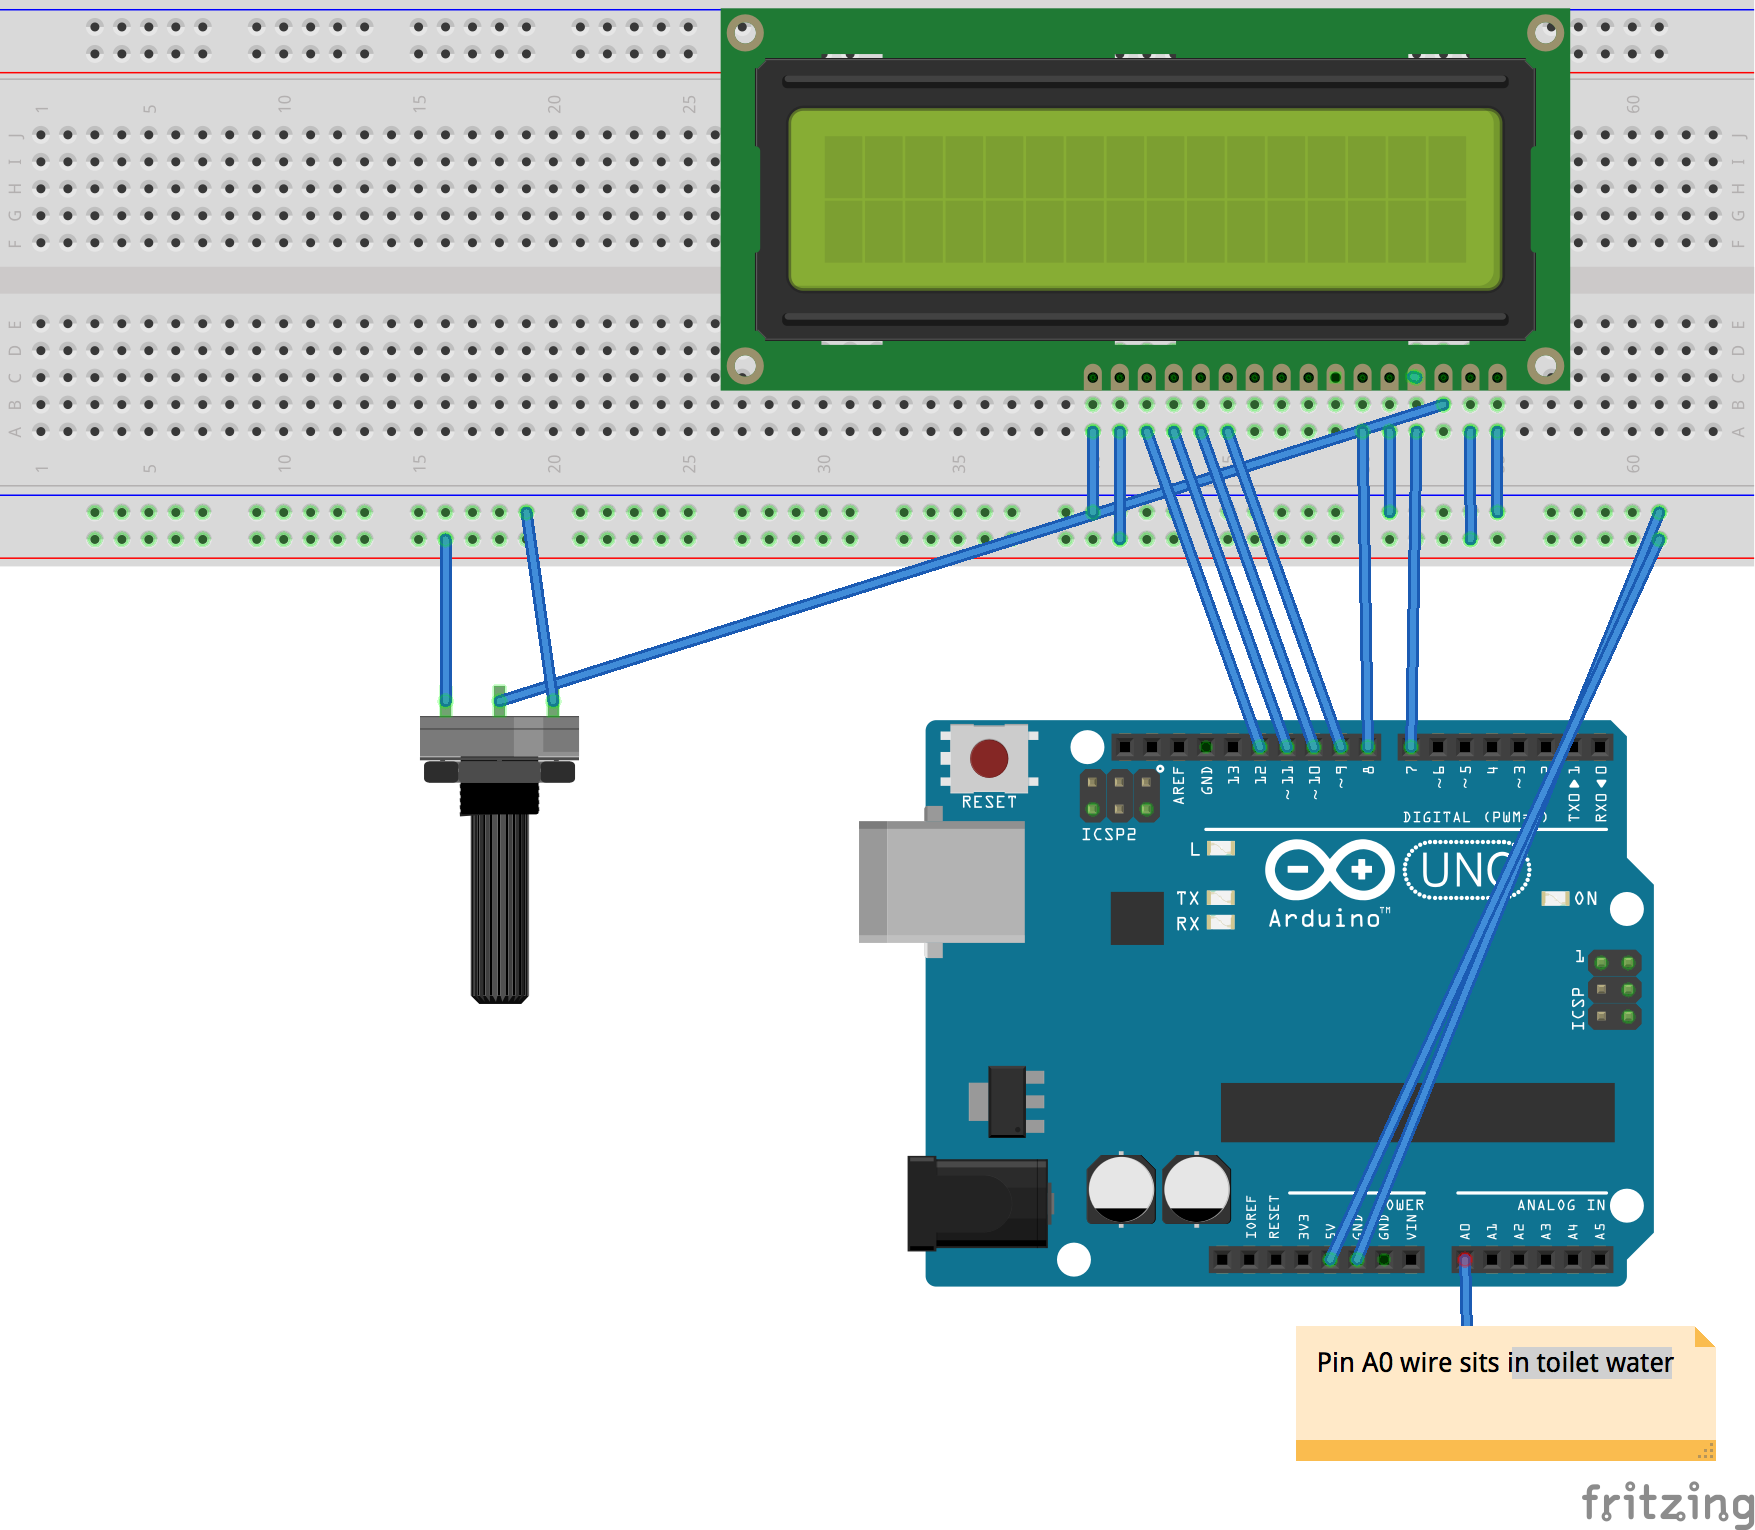 1 5 10 15 20 25 60
J J
I I
H H
G G
F F
E E
D D
C C
B B
A A
1 5 10 15 20 25 30 35 60
RESET
AREF GND 13 12 ~11 ~10 ~9 8 7 ~6 ~5 4 ~3 2 TX0▶1 RX0◀0
ICSP2
DIGITAL (PWM
L
UNO
TX
RX
Arduino™
ON
1
ICSP
OWER
ANALOG IN
IOREF RESET 3V3 5V GND GND VIN A0 A1 A2 A3 A4 A5
Pin A0 wire sits in toilet water
fritzing